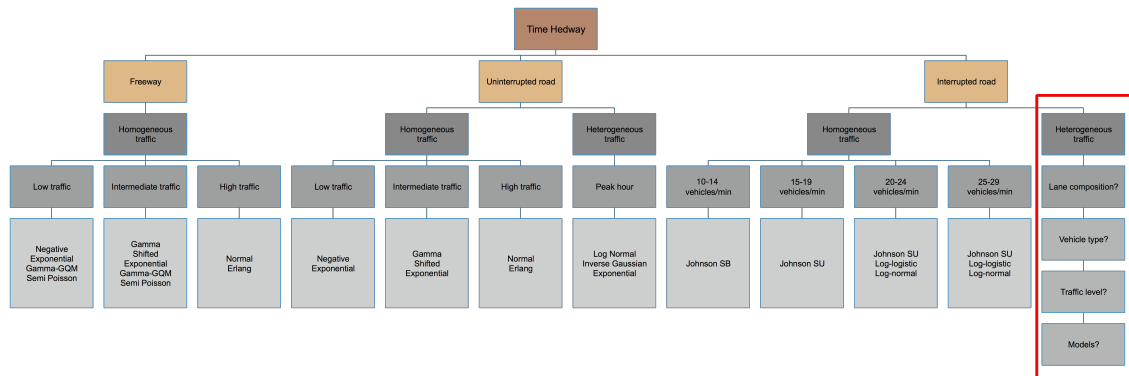 Time Hedway
Freeway
Uninterrupted road
Interrupted road
Homogeneous
traffic
Homogeneous
traffic
Heterogeneous
traffic
Homogeneous
traffic
Heterogeneous
traffic
Low traffic
Intermediate traffic
High traffic
Low traffic
Intermediate traffic
High traffic
Peak hour
10-14
vehicles/min
15-19
vehicles/min
20-24
vehicles/min
25-29
vehicles/min
Lane composition?
Negative
Exponential
Gamma-GQM
Semi Poisson
Gamma
Shifted
Exponential
Gamma-GQM
Semi Poisson
Normal
Erlang
Negative
Exponential
Gamma
Shifted
Exponential
Normal
Erlang
Log Normal
Inverse Gaussian
Exponential
Johnson SB
Johnson SU
Johnson SU
Log-logistic
Log-normal
Johnson SU
Log-logistic
Log-normal
Vehicle type?
Traffic level?
Models?